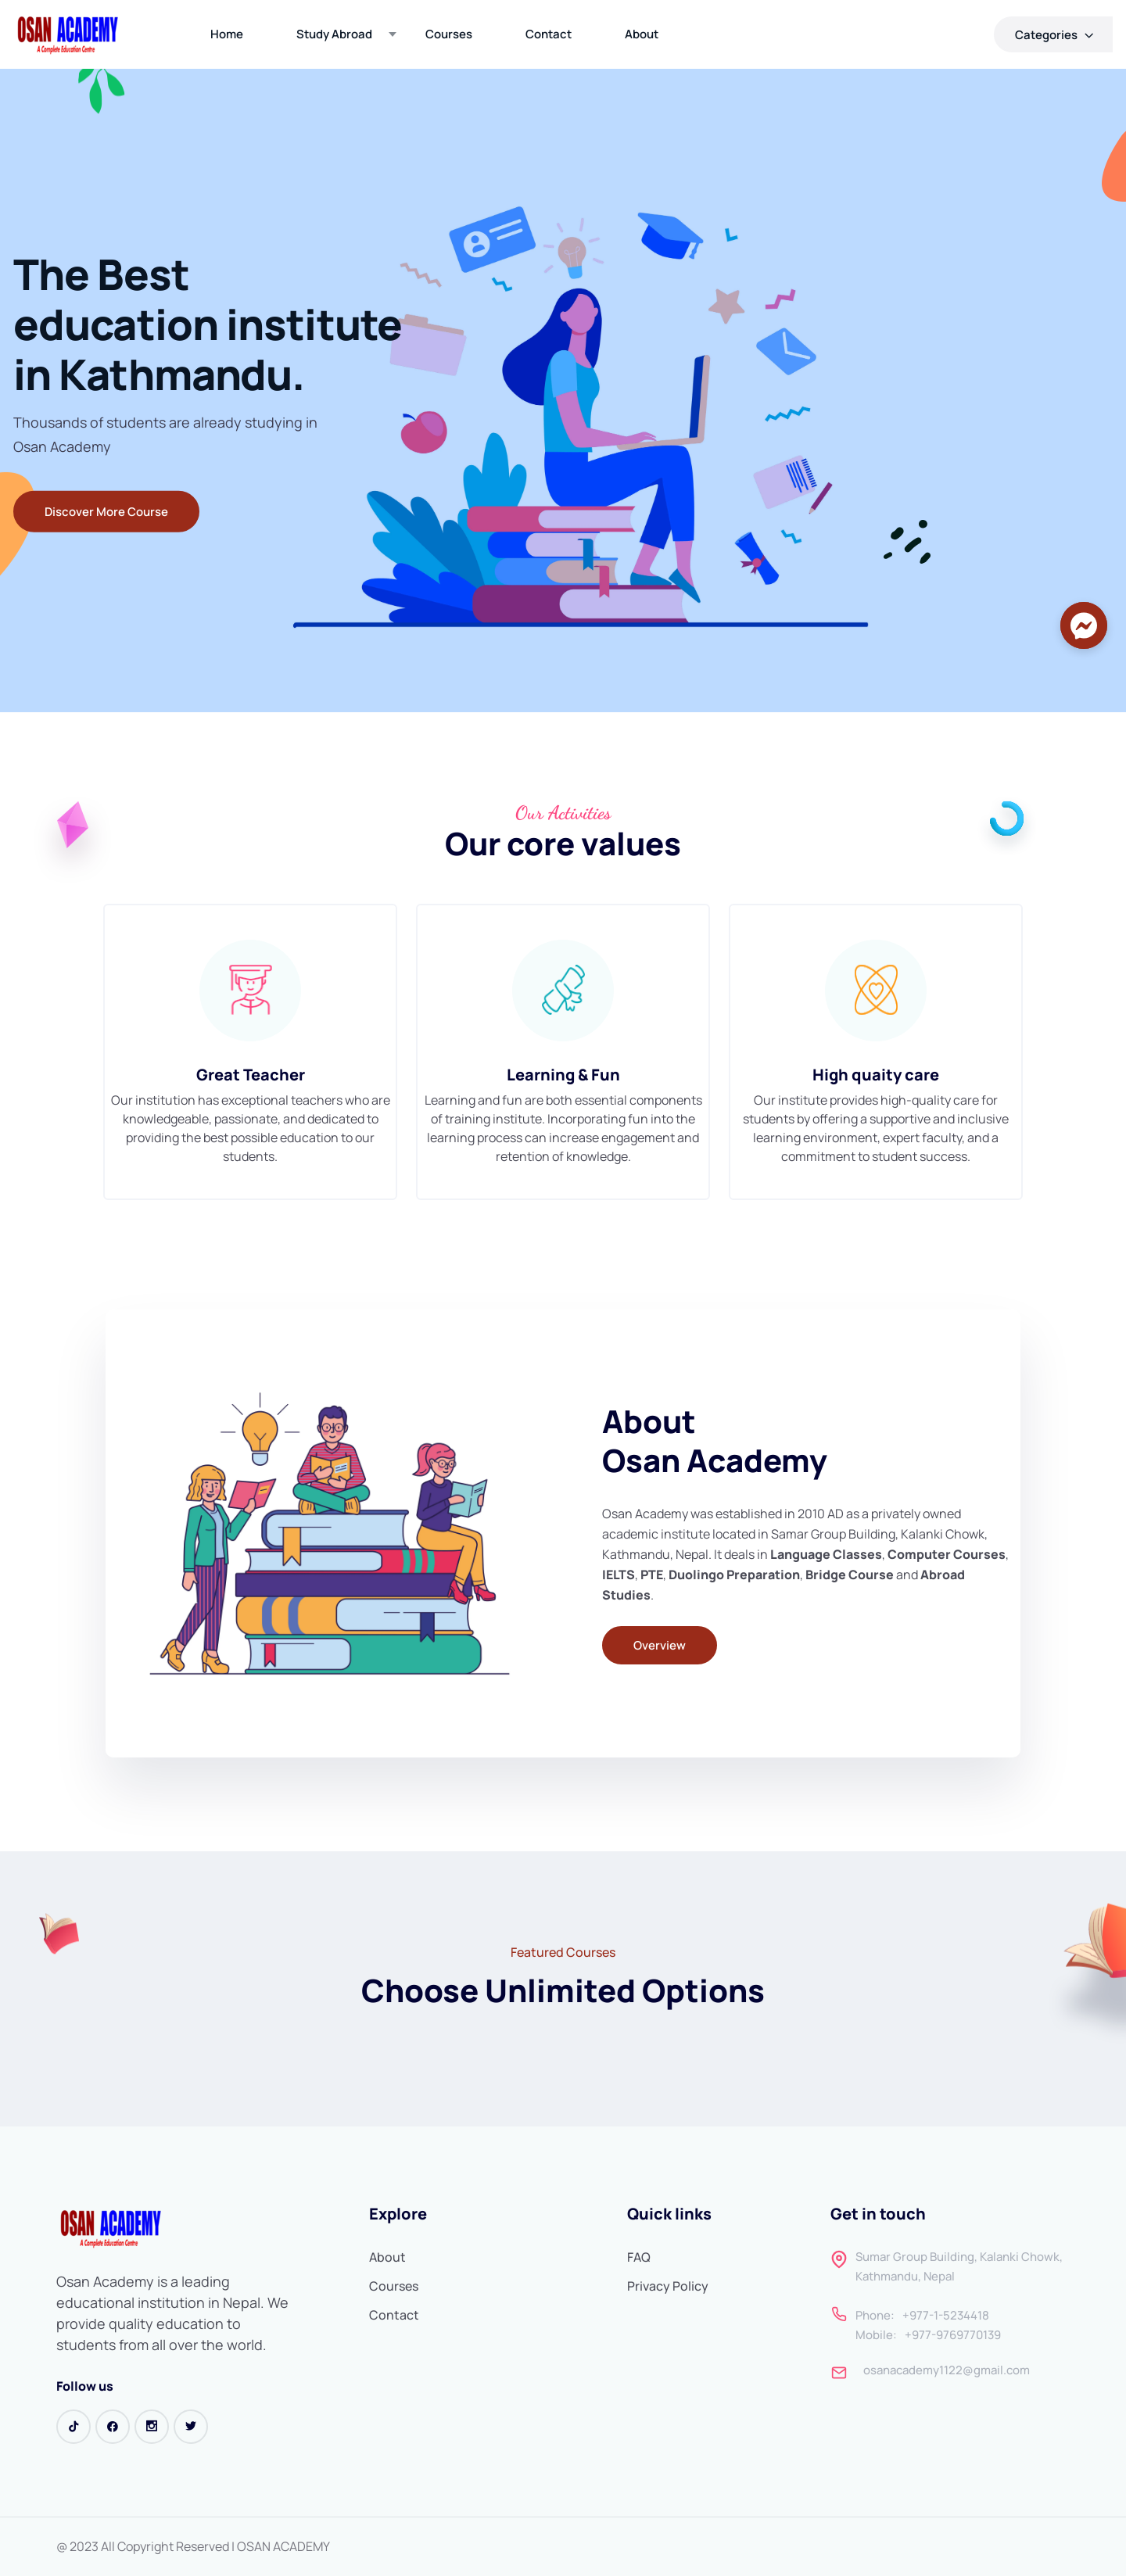 OSAN ACADEMY
A Complete Education Centre
Home
Study Abroad
Courses
Contact
About
Categories
The Best
education institute
in Kathmandu.
Thousands of students are already studying in
Osan Academy
Discover More Course
Our Activities
Our core values
Great Teacher
Our institution has exceptional teachers who are
knowledgeable, passionate, and dedicated to
providing the best possible education to our
students.
Learning & Fun
Learning and fun are both essential components
of training institute. Incorporating fun into the
learning process can increase engagement and
retention of knowledge.
High quaity care
Our institute provides high-quality care for
students by offering a supportive and inclusive
learning environment, expert faculty, and a
commitment to student success.
About
Osan Academy
Osan Academy was established in 2010 AD as a privately owned
academic institute located in Samar Group Building, Kalanki Chowk,
Kathmandu, Nepal. It deals in Language Classes, Computer Courses,
IELTS, PTE, Duolingo Preparation, Bridge Course and Abroad
Studies.
Overview
Featured Courses
Choose Unlimited Options
OSAN ACADEMY
A Complete Education Centre
Osan Academy is a leading
educational institution in Nepal. We
provide quality education to
students from all over the world.
Follow us
Explore
About
Courses
Contact
Quick links
FAQ
Privacy Policy
Get in touch
Sumar Group Building, Kalanki Chowk,
Kathmandu, Nepal
Phone: +977-1-5234418
Mobile: +977-9769770139
osanacademy1122@gmail.com
@ 2023 All Copyright Reserved | OSAN ACADEMY